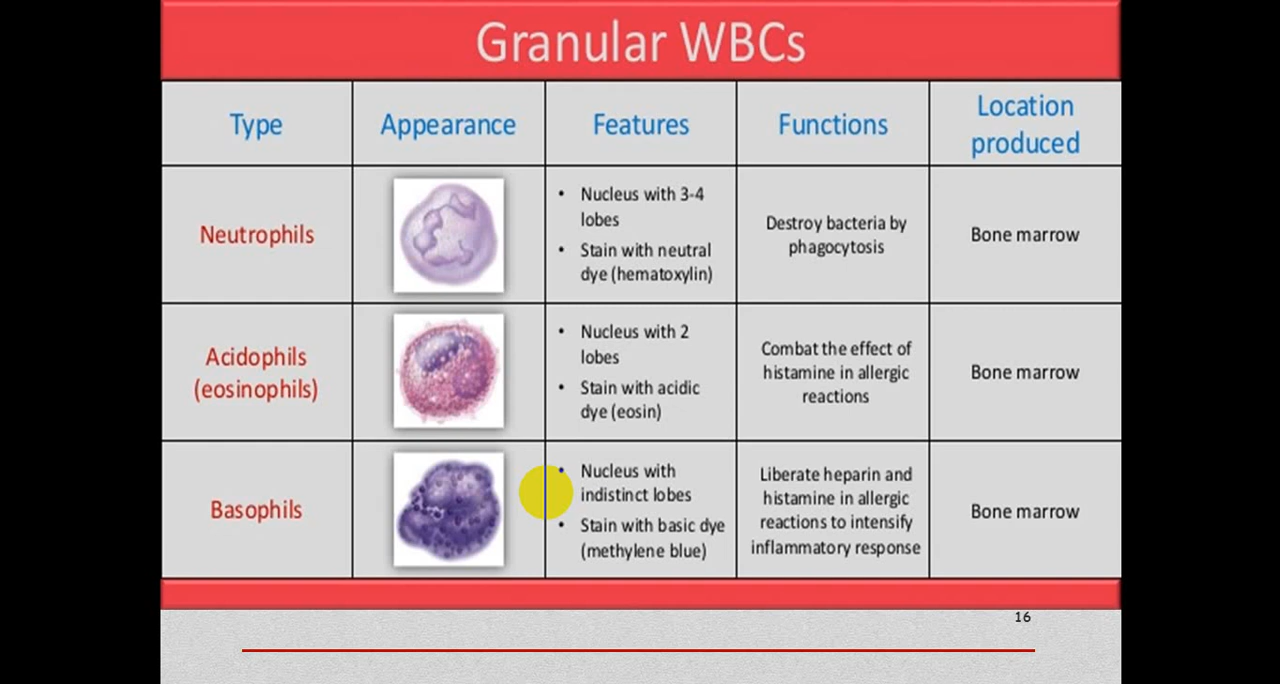 Granular WBCs
Type
Appearance
Features
Functions
Location
produced
Neutrophils
• Nucleus with 3-4
lobes
• Stain with neutral
dye (hematoxylin)
Destroy bacteria by
phagocytosis
Bone marrow
Acidophils
(eosinophils)
• Nucleus with 2
lobes
• Stain with acidic
dye (eosin)
Combat the effect of
histamine in allergic
reactions
Bone marrow
Basophils
• Nucleus with
indistinct lobes
• Stain with basic dye
(methylene blue)
Liberate heparin and
histamine in allergic
reactions to intensify
inflammatory response
Bone marrow
16